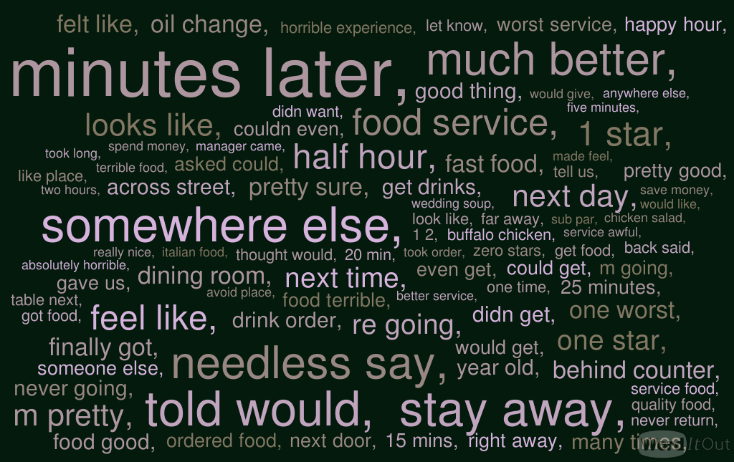 felt like, oil change, horrible experience, let know, worst service, happy hour,
minutes later, much better,
good thing, would give, anywhere else,
didn want, five minutes,
looks like, couldn even, food service, 1 star,
took long, spend money, manager came, half hour, fast food, made feel,
terrible food, asked could, tell us, pretty good,
like place,
two hours, across street, pretty sure, get drinks, next day, save money,
wedding soup, would like,
somewhere else, look like, far away, sub par, chicken salad,
1 2, buffalo chicken, service awful,
really nice, italian food, thought would, 20 min, took order, zero stars, get food, back said,
absolutely horrible,
gave us, dining room, next time, even get, could get, m going,
avoid place, one time, 25 minutes,
table next, food terrible, better service,
got food, feel like, drink order, re going, didn get, one worst,
finally got, would get, one star,
someone else, needless say, year old, behind counter,
never going, service food,
m pretty, told would, stay away, quality food,
never return,
food good, ordered food, next door, 15 mins, right away, many times.